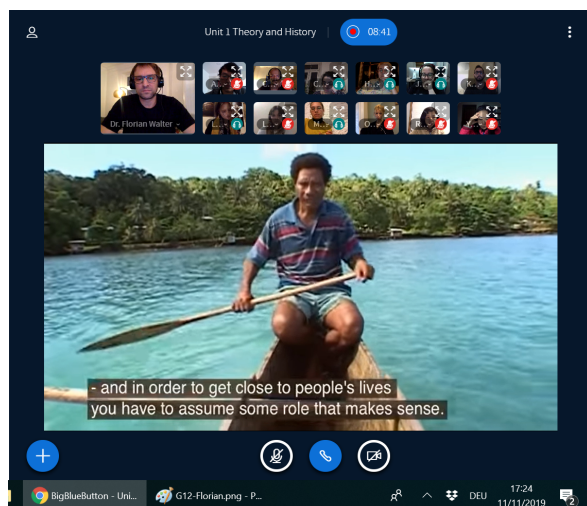 Unit 1 Theory and History
08:41
Dr. Florian Walter
A...
C...
C...
H...
J...
K...
L...
L...
M...
O...
R...
Y...
- and in order to get close to people's lives
you have to assume some role that makes sense.
BigBlueButton - Uni...
G12-Florian.png - P...
DEU
17:24
11/11/2019
2